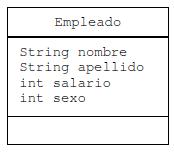 Empleado
String nombre
String apellido
int salario
int sexo